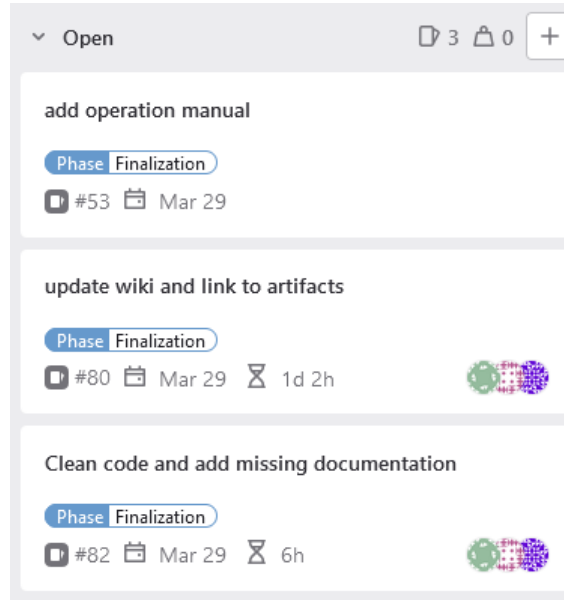 Open 3 0 +
add operation manual
Phase Finalization
#53 Mar 29
update wiki and link to artifacts
Phase Finalization
#80 Mar 29 1d 2h
Clean code and add missing documentation
Phase Finalization
#82 Mar 29 6h